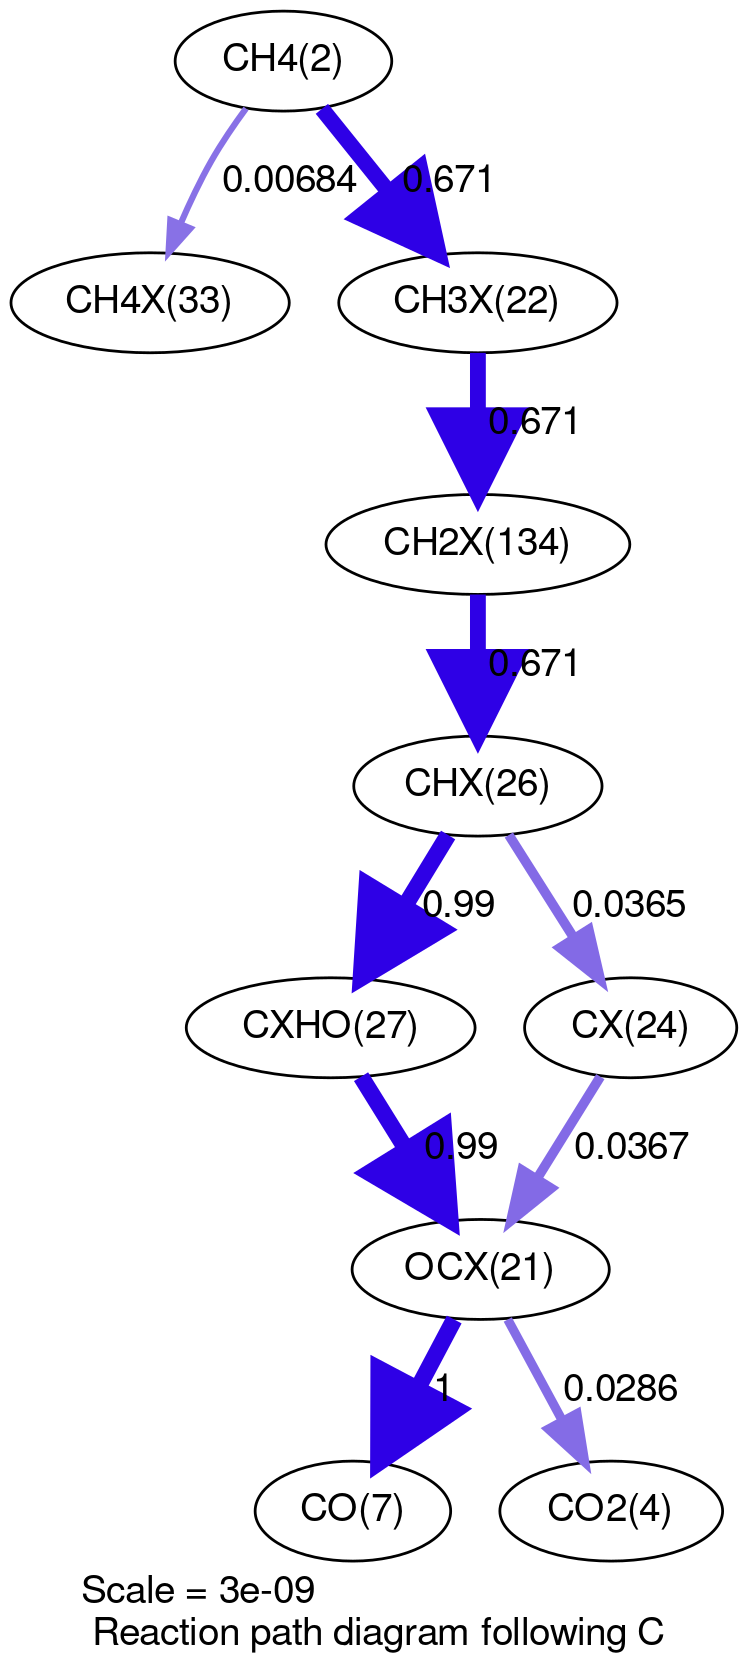 CH4(2)
0.00684
0.671
CH4X(33)
CH3X(22)
0.671
CH2X(134)
0.671
CHX(26)
0.99
0.0365
CXHO(27)
CX(24)
0.99
0.0367
OCX(21)
1
0.0286
CO(7)
CO2(4)
Scale = 3e-09
Reaction path diagram following C